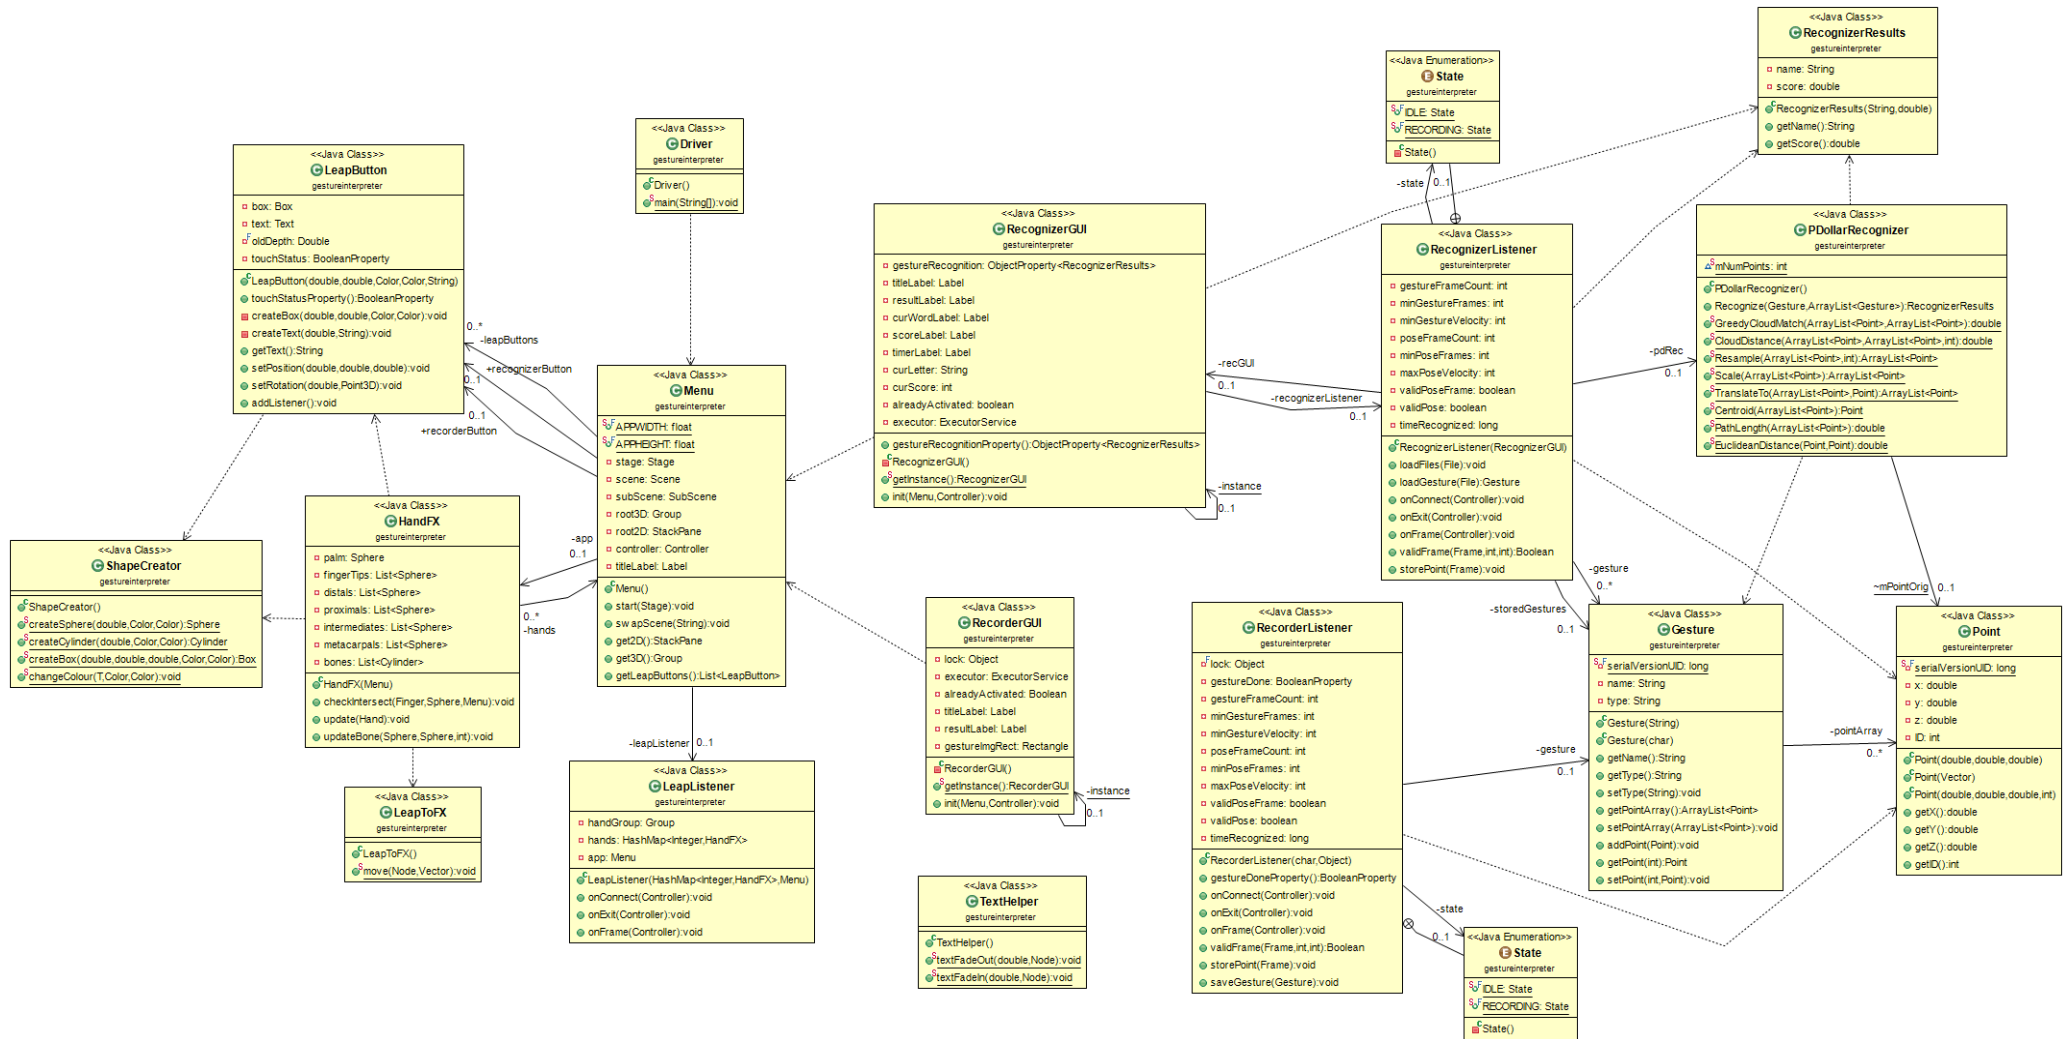 <<Java Class>>
RecognizerResults
gestureinterpreter
name: String
score: double
RecognizerResults(String,double)
getName():String
getScore():double
<<Java Enumeration>>
State
gestureinterpreter
IDLE: State
RECORDING: State
State()
-state
0..1
<<Java Class>>
Driver
gestureinterpreter
Driver()
main(String[]):void
<<Java Class>>
LeapButton
gestureinterpreter
box: Box
text: Text
oldDepth: Double
touchStatus: BooleanProperty
LeapButton(double,double,Color,Color,String)
touchStatusProperty():BooleanProperty
createBox(double,double,Color,Color):void
createText(double,String):void
getText():String
setPosition(double,double,double):void
setRotation(double,Point3D):void
addListener():void
0..*
-leapButtons
+recognizerButton
0..1
0..1
+recorderButton
<<Java Class>>
Menu
gestureinterpreter
APPWIDTH: float
APPHEIGHT: float
stage: Stage
scene: Scene
subScene: SubScene
root3D: Group
root2D: StackPane
controller: Controller
titleLabel: Label
Menu()
start(Stage):void
swapScene(String):void
get2D():StackPane
get3D():Group
getLeapButtons():List<LeapButton>
-app
0..1
0..*
-hands
-leapListener
0..1
<<Java Class>>
RecognizerGUI
gestureinterpreter
gestureRecognition: ObjectProperty<RecognizerResults>
titleLabel: Label
resultLabel: Label
curWordLabel: Label
scoreLabel: Label
timerLabel: Label
curLetter: String
curScore: int
alreadyActivated: boolean
executor: ExecutorService
gestureRecognitionProperty():ObjectProperty<RecognizerResults>
RecognizerGUI()
getInstance():RecognizerGUI
init(Menu,Controller):void
-instance
0..1
-recGUI
0..1
-recognizerListener
0..1
<<Java Class>>
RecognizerListener
gestureinterpreter
gestureFrameCount: int
minGestureFrames: int
minGestureVelocity: int
poseFrameCount: int
minPoseFrames: int
maxPoseVelocity: int
validPoseFrame: boolean
validPose: boolean
timeRecognized: long
RecognizerListener(RecognizerGUI)
loadFiles(File):void
loadGesture(File):Gesture
onConnect(Controller):void
onExit(Controller):void
onFrame(Controller):void
validFrame(Frame,int,int):Boolean
storePoint(Frame):void
-pdRec
0..1
-gesture
0..*
-storedGestures
0..1
<<Java Class>>
PDollarRecognizer
gestureinterpreter
mNumPoints: int
PDollarRecognizer()
Recognize(Gesture,ArrayList<Gesture>):RecognizerResults
GreedyCloudMatch(ArrayList<Point>,ArrayList<Point>):double
CloudDistance(ArrayList<Point>,ArrayList<Point>,int):double
Resample(ArrayList<Point>,int):ArrayList<Point>
Scale(ArrayList<Point>):ArrayList<Point>
TranslateTo(ArrayList<Point>,Point):ArrayList<Point>
Centroid(ArrayList<Point>):Point
PathLength(ArrayList<Point>):double
EuclideanDistance(Point,Point):double
~mPointOrig
0..1
<<Java Class>>
HandFX
gestureinterpreter
palm: Sphere
fingerTips: List<Sphere>
distals: List<Sphere>
proximals: List<Sphere>
intermediates: List<Sphere>
metacarpals: List<Sphere>
bones: List<Cylinder>
HandFX(Menu)
checkIntersect(Finger,Sphere,Menu):void
update(Hand):void
updateBone(Sphere,Sphere,int):void
<<Java Class>>
ShapeCreator
gestureinterpreter
ShapeCreator()
createSphere(double,Color,Color):Sphere
createCylinder(double,Color,Color):Cylinder
createBox(double,double,double,Color,Color):Box
changeColour(T,Color,Color):void
<<Java Class>>
LeapToFX
gestureinterpreter
LeapToFX()
move(Node,Vector):void
<<Java Class>>
LeapListener
gestureinterpreter
handGroup: Group
hands: HashMap<Integer,HandFX>
app: Menu
LeapListener(HashMap<Integer,HandFX>,Menu)
onConnect(Controller):void
onExit(Controller):void
onFrame(Controller):void
<<Java Class>>
RecorderGUI
gestureinterpreter
lock: Object
executor: ExecutorService
alreadyActivated: Boolean
titleLabel: Label
resultLabel: Label
gestureImgRect: Rectangle
RecorderGUI()
getInstance():RecorderGUI
init(Menu,Controller):void
-instance
0..1
<<Java Class>>
TextHelper
gestureinterpreter
TextHelper()
textFadeOut(double,Node):void
textFadeIn(double,Node):void
<<Java Class>>
RecorderListener
gestureinterpreter
lock: Object
gestureDone: BooleanProperty
gestureFrameCount: int
minGestureFrames: int
minGestureVelocity: int
poseFrameCount: int
minPoseFrames: int
maxPoseVelocity: int
validPoseFrame: boolean
validPose: boolean
timeRecognized: long
RecorderListener(char,Object)
gestureDoneProperty():BooleanProperty
onConnect(Controller):void
onExit(Controller):void
onFrame(Controller):void
validFrame(Frame,int,int):Boolean
storePoint(Frame):void
saveGesture(Gesture):void
-gesture
0..1
-state
0..1
<<Java Class>>
Gesture
gestureinterpreter
serialVersionUID: long
name: String
type: String
Gesture(String)
Gesture(char)
getName():String
getType():String
setType(String):void
getPointArray():ArrayList<Point>
setPointArray(ArrayList<Point>):void
addPoint(Point):void
getPoint(int):Point
setPoint(int,Point):void
-pointArray
0..*
<<Java Class>>
Point
gestureinterpreter
serialVersionUID: long
x: double
y: double
z: double
ID: int
Point(double,double,double)
Point(Vector)
Point(double,double,double,int)
getX():double
getY():double
getZ():double
getID():int
<<Java Enumeration>>
State
gestureinterpreter
IDLE: State
RECORDING: State
State()